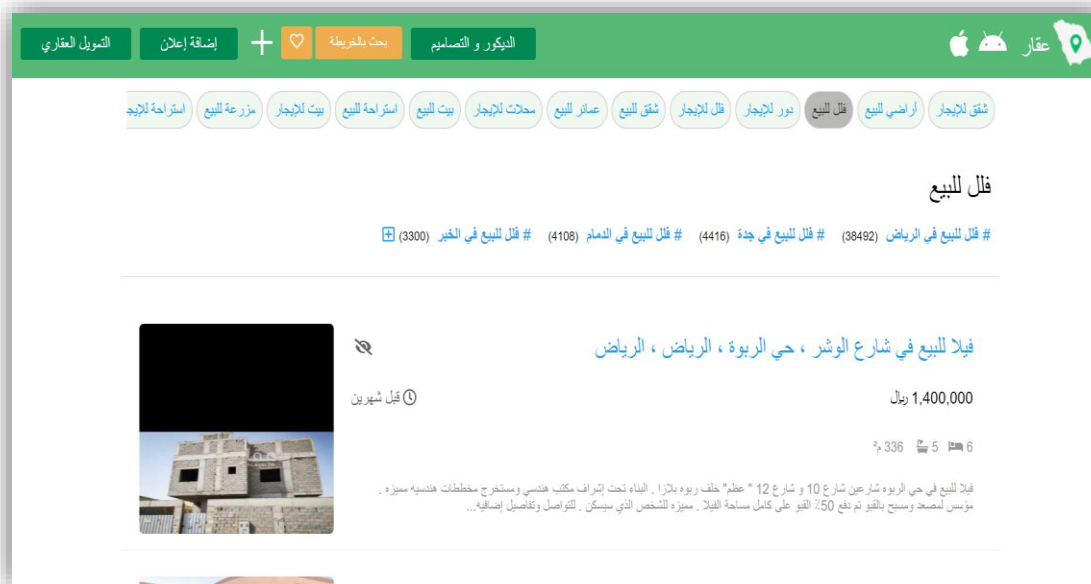 عقار
الديكور و التصاميم
بحث بالخريطة
إضافة إعلان
التمويل العقاري
شقق للإيجار
أراضي للبيع
فلل للبيع
دور للإيجار
فلل للإيجار
شقق للبيع
عمائر للبيع
محلات للإيجار
بيت للبيع
استراحة للبيع
بيت للإيجار
مزرعة للبيع
استراحة للإيجا
فلل للبيع
# فلل للبيع في الرياض (38492) # فلل للبيع في جدة (4416) # فلل للبيع في الدمام (4108) # فلل للبيع في الخبر (3300)
فيلا للبيع في شارع الوشر ، حي الربوة ، الرياض ، الرياض
1,400,000 ريال
قبل شهرين
6 5 336 م²
فيلا للبيع في حي الربوه شارعين شارع 10 و شارع 12 " عظم" خلف ربوه بلازا . البناء تحت إشراف مكتب هندسي ومستخرج مخططات هندسيه مميزه .
مؤسس لمصعد ومسبح بالقبو تم دفع 50٪ القبو على كامل مساحة الفيلا . مميزه للشخص الذي سيسكن . للتواصل وتفاصيل إضافيه...